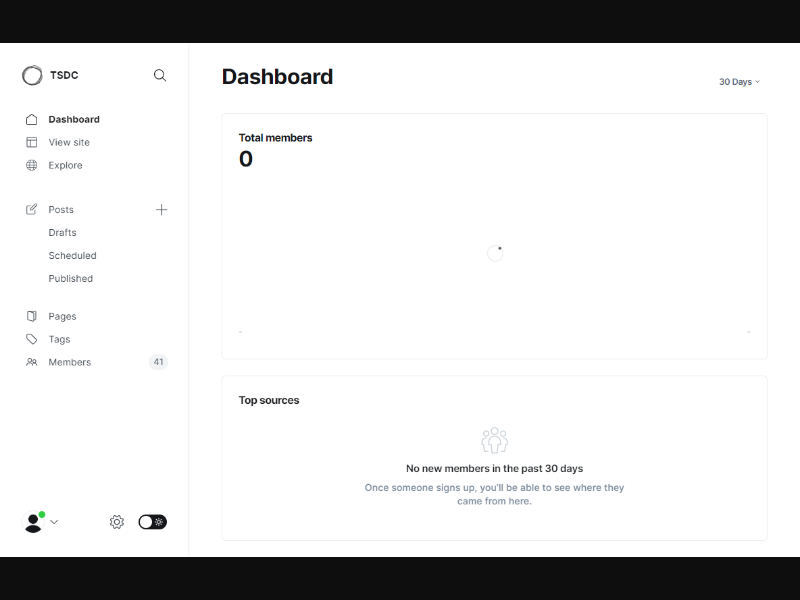 TSDC
Dashboard
View site
Explore
Posts
Drafts
Scheduled
Published
Pages
Tags
Members 41
Dashboard
30 Days
Total members
0
-
-
Top sources
No new members in the past 30 days
Once someone signs up, you'll be able to see where they
came from here.